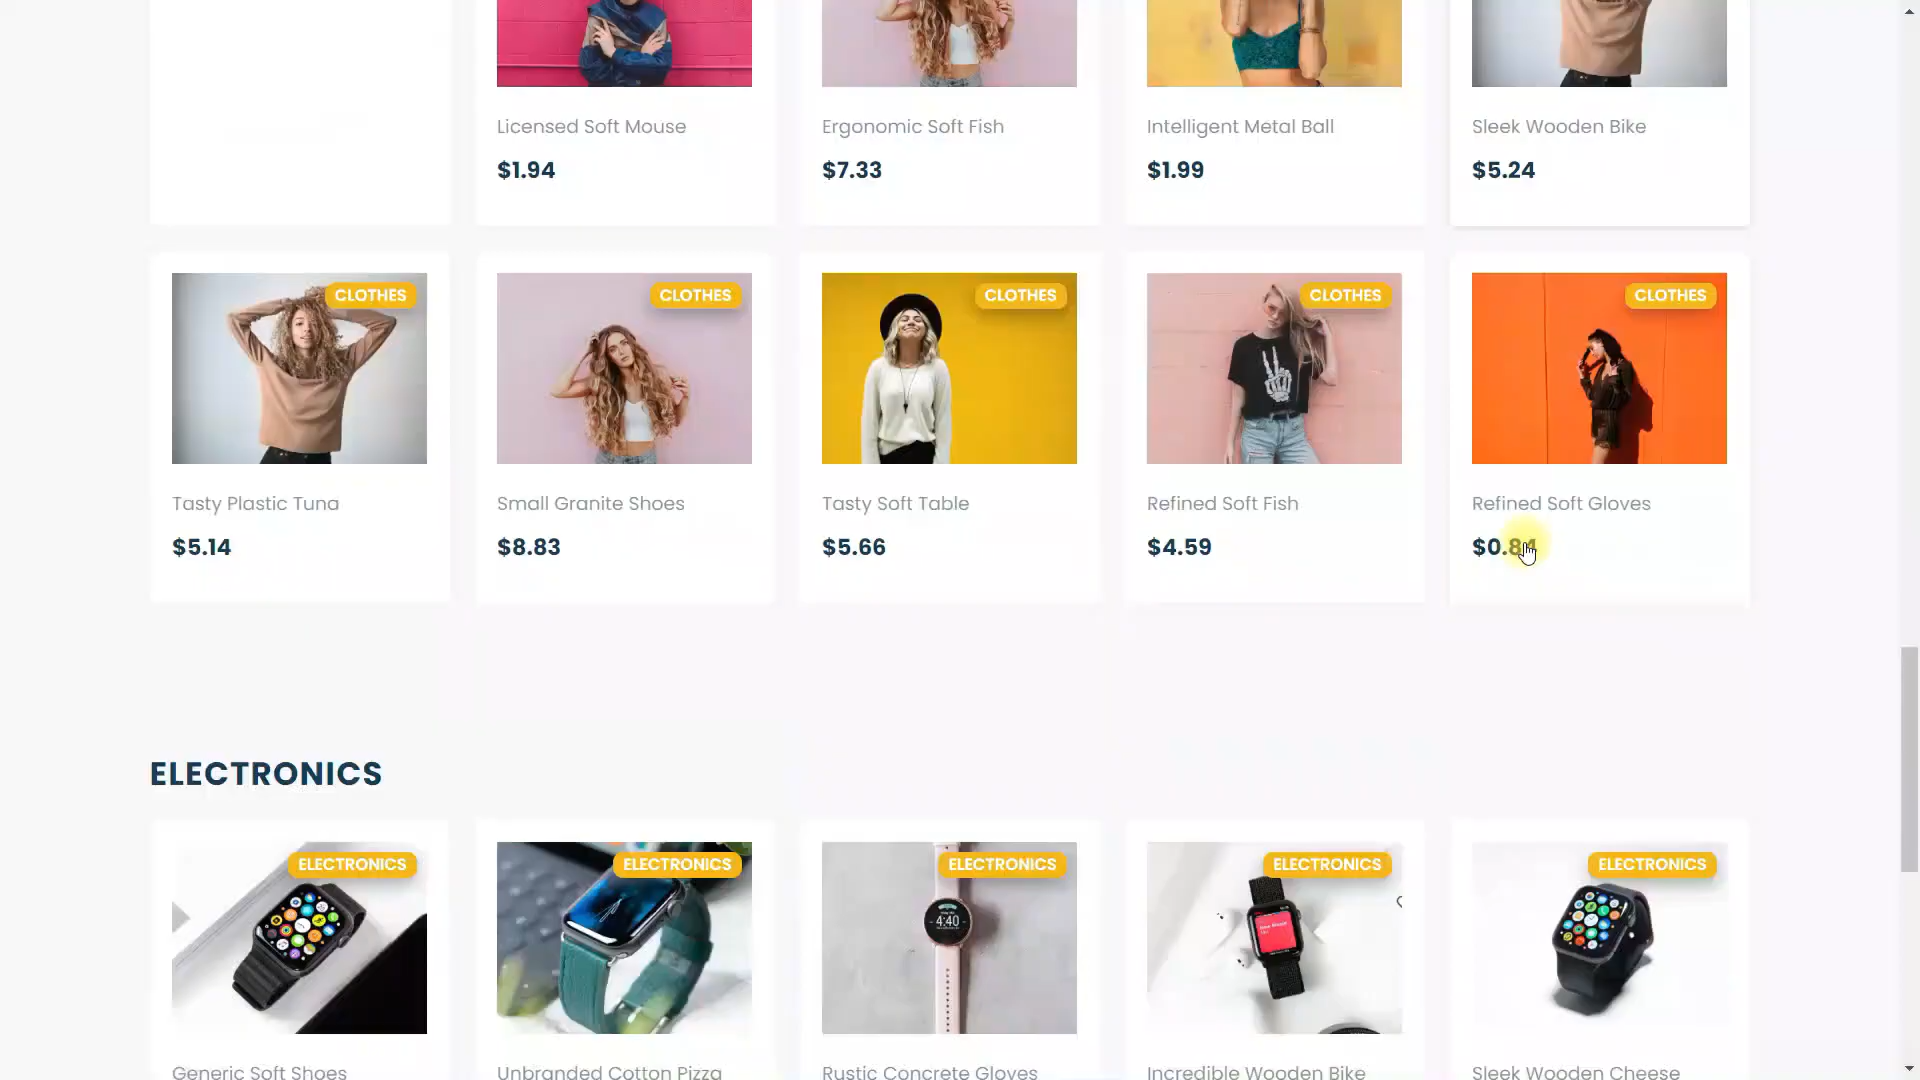 Licensed Soft Mouse
Ergonomic Soft Fish
Intelligent Metal Ball
Sleek Wooden Bike
$1.94
$7.33
$1.99
$5.24
CLOTHES
CLOTHES
CLOTHES
CLOTHES
CLOTHES
Tasty Plastic Tuna
Small Granite Shoes
Tasty Soft Table
Refined Soft Fish
Refined Soft Gloves
$5.14
$8.83
$5.66
$4.59
$0.84
ELECTRONICS
ELECTRONICS
ELECTRONICS
ELECTRONICS
ELECTRONICS
ELECTRONICS
4:40
Generic Soft Shoes
Unbranded Cotton Pizza
Rustic Concrete Gloves
Incredible Wooden Bike
Sleek Wooden Cheese